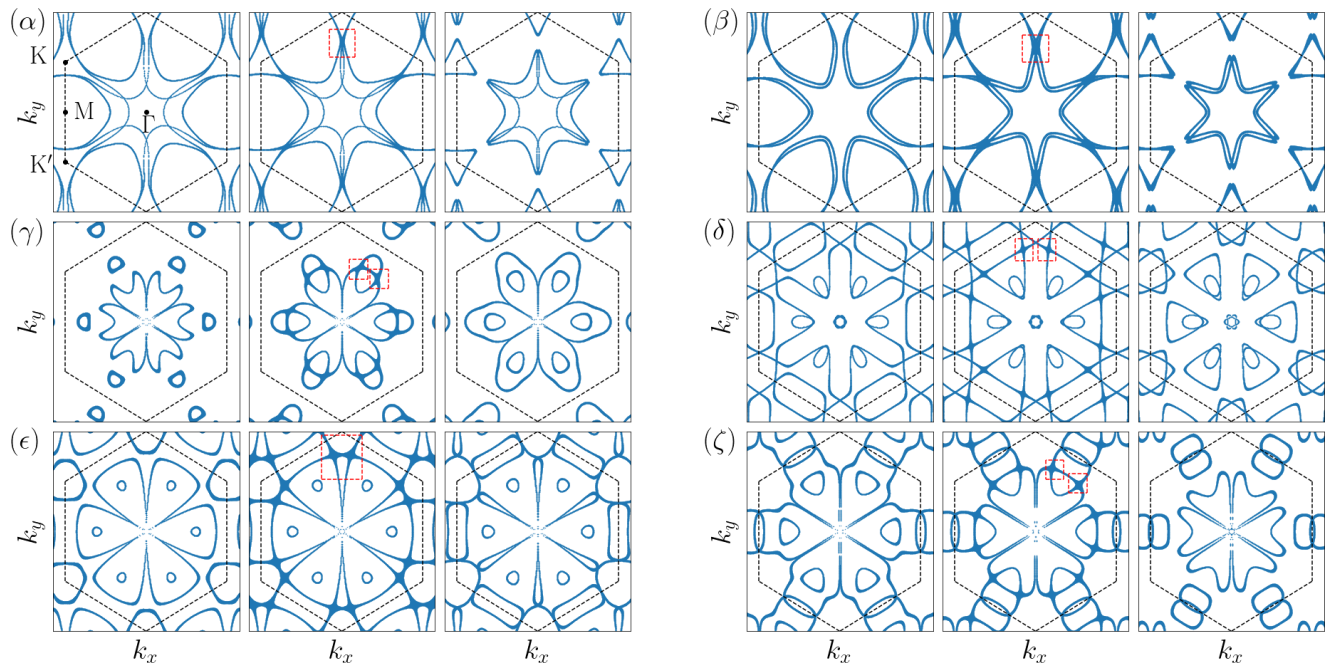 (α) (β)
K
k_y M Γ k_y
K′
(γ) (δ)
k_y k_y
(ϵ) (ζ)
k_y k_y
k_x k_x k_x k_x k_x k_x